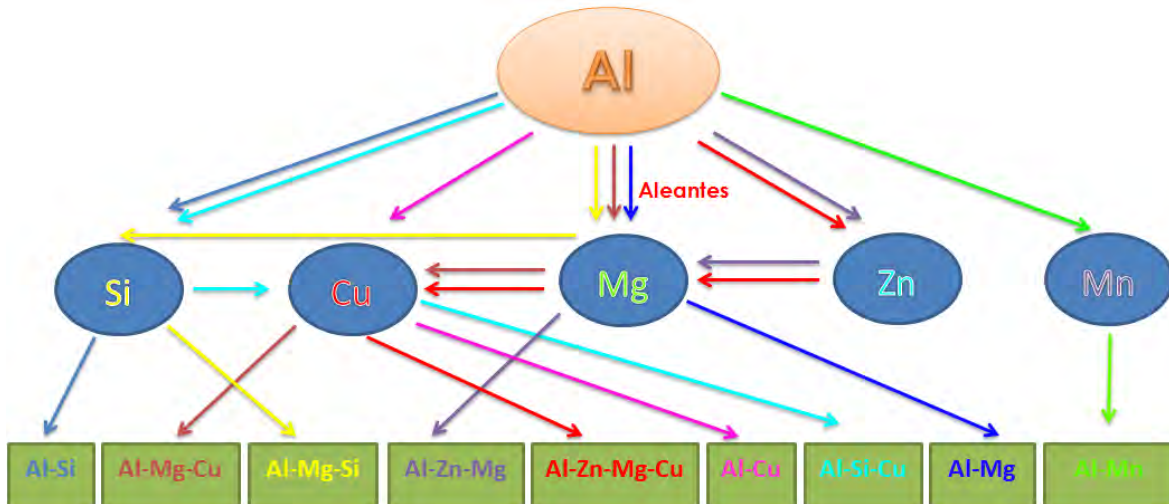 Al
Aleantes
Si
Cu
Mg
Zn
Mn
Al-Si
Al-Mg-Cu
Al-Mg-Si
Al-Zn-Mg
Al-Zn-Mg-Cu
Al-Cu
Al-Si-Cu
Al-Mg
Al-Mn